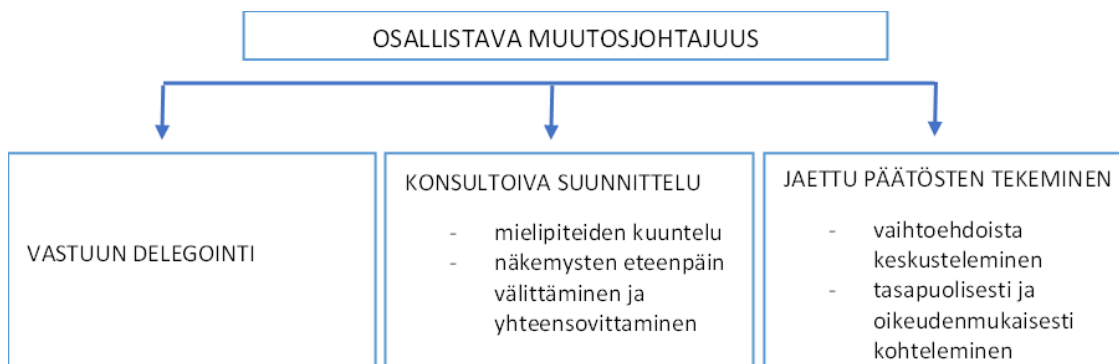 OSALLISTAVA MUUTOSJOHTAJUUS
VASTUUN DELEGOINTI
KONSULTOIVA SUUNNITTELU
- mielipiteiden kuuntelu
- näkemysten eteenpäin
välittäminen ja
yhteensovittaminen
JAETTU PÄÄTÖSTEN TEKEMINEN
- vaihtoehdoista
keskusteleminen
- tasapuolisesti ja
oikeudenmukaisesti
kohteleminen